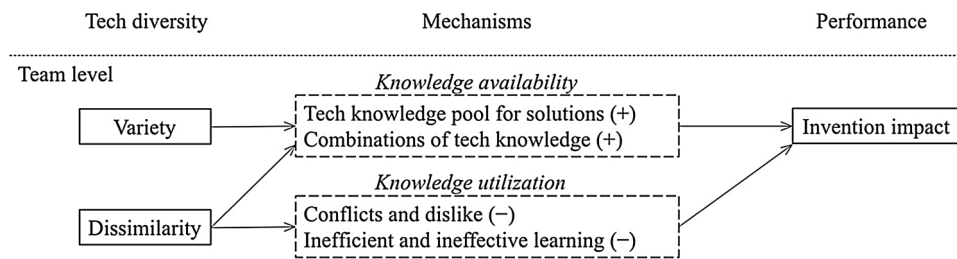 Tech diversity
Mechanisms
Performance
Team level
Knowledge availability
Variety
Tech knowledge pool for solutions (+)
Combinations of tech knowledge (+)
Invention impact
Knowledge utilization
Dissimilarity
Conflicts and dislike (−)
Inefficient and ineffective learning (−)